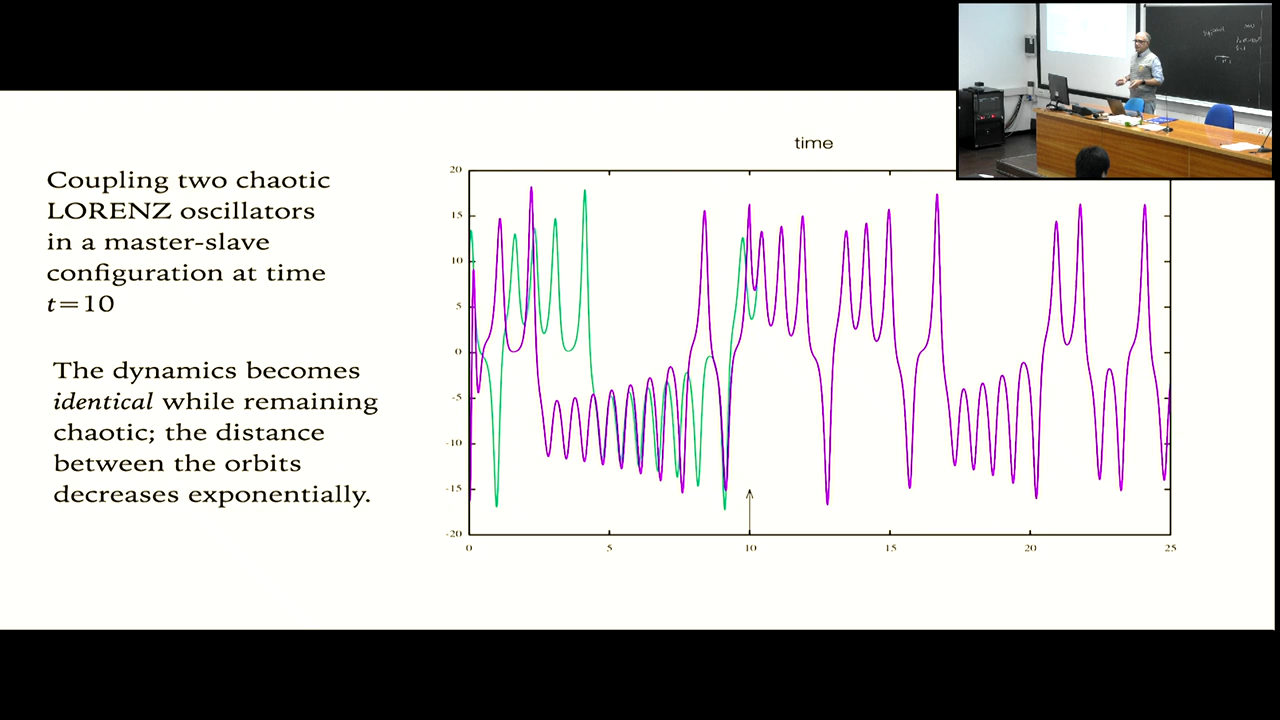 Coupling two chaotic
LORENZ oscillators
in a master-slave
configuration at time
t=10
The dynamics becomes
identical while remaining
chaotic; the distance
between the orbits
decreases exponentially.
time
20
15
10
5
0
-5
-10
-15
-20
0 5 10 15 20 25